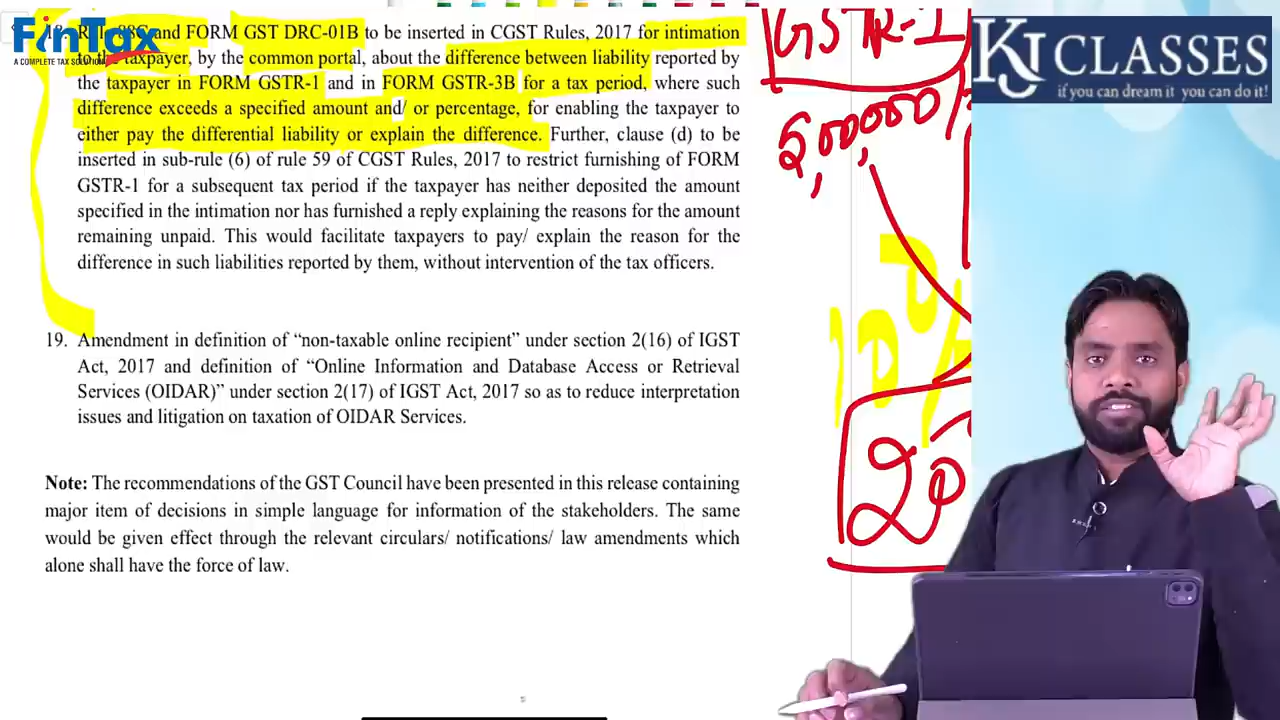 FinTax
A COMPLETE TAX SOLUTION
and FORM GST DRC-01B to be inserted in CGST Rules, 2017 for intimation
taxpayer, by the common portal, about the difference between liability reported by
the taxpayer in FORM GSTR-1 and in FORM GSTR-3B for a tax period, where such
difference exceeds a specified amount and/ or percentage, for enabling the taxpayer to
either pay the differential liability or explain the difference. Further, clause (d) to be
inserted in sub-rule (6) of rule 59 of CGST Rules, 2017 to restrict furnishing of FORM
GSTR-1 for a subsequent tax period if the taxpayer has neither deposited the amount
specified in the intimation nor has furnished a reply explaining the reasons for the amount
remaining unpaid. This would facilitate taxpayers to pay/ explain the reason for the
difference in such liabilities reported by them, without intervention of the tax officers.
19. Amendment in definition of “non-taxable online recipient” under section 2(16) of IGST
Act, 2017 and definition of “Online Information and Database Access or Retrieval
Services (OIDAR)” under section 2(17) of IGST Act, 2017 so as to reduce interpretation
issues and litigation on taxation of OIDAR Services.
Note: The recommendations of the GST Council have been presented in this release containing
major item of decisions in simple language for information of the stakeholders. The same
would be given effect through the relevant circulars/ notifications/ law amendments which
alone shall have the force of law.
GSTR-1
10%
20
KJ CLASSES
if you can dream it you can do it!